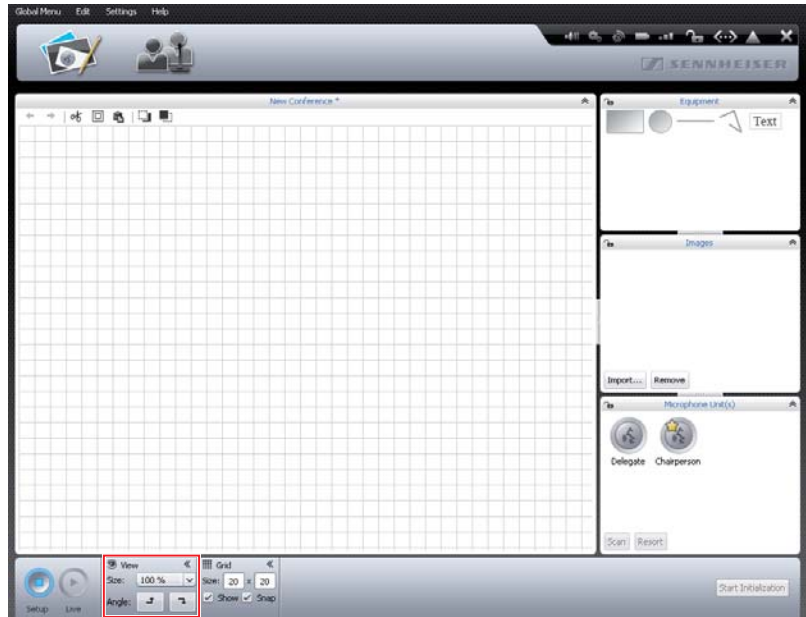 Global Menu Edit Settings Help
SENNHEISER
New Conference *
Equipment
Text
Images
Import... Remove
Microphone Unit(s)
Delegate Chairperson
Scan Resort
View Grid
Size: 100 % Size: 20 x 20
Angle: Show Snap
Setup Live
Start Initialization